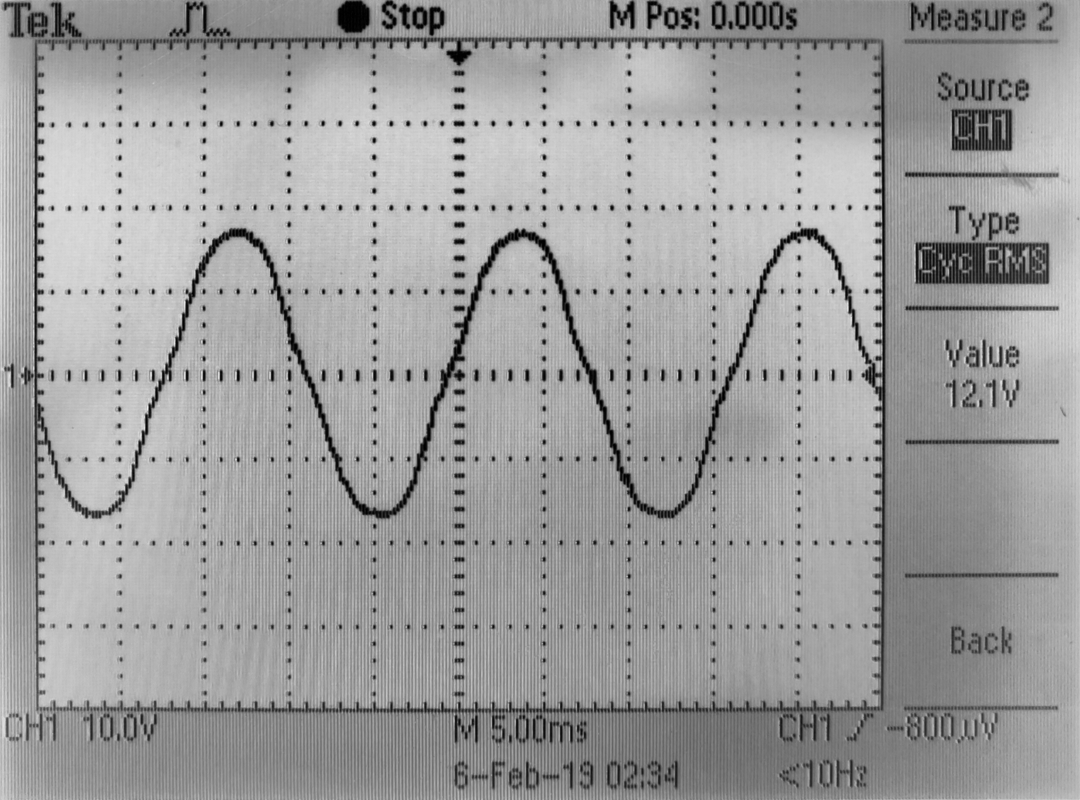 Tek Stop M Pos: 0.000s Measure 2
Source
CH1
Type
Cyc RMS
Value
12.1V
1
Back
CH1 10.0V M 5.00ms CH1 -800µV
6-Feb-19 02:34 <10Hz